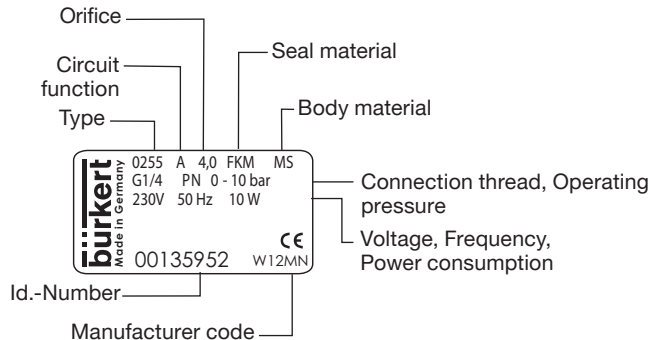 Orifice
Seal material
Circuit
function
Body material
Type
bürkert
Made in Germany
0255 A 4,0 FKM MS
G1/4 PN 0 - 10 bar
230V 50 Hz 10 W
CE
00135952 W12MN
Connection thread, Operating
pressure
Voltage, Frequency,
Power consumption
Id.-Number
Manufacturer code